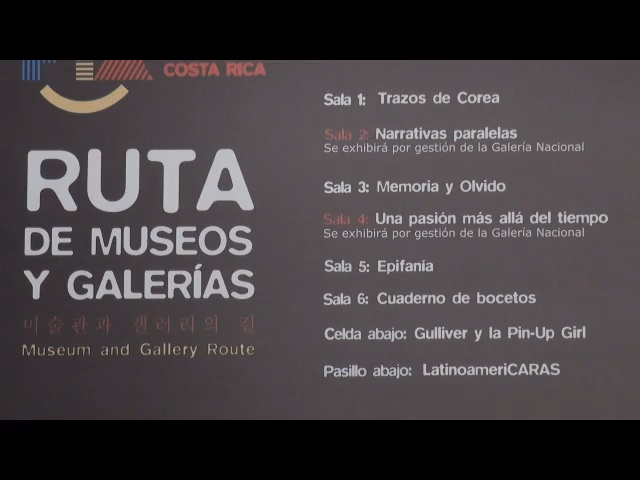 COSTA RICA
RUTA
DE MUSEOS
Y GALERÍAS
미술관과 갤러리의 길
Museum and Gallery Route
Sala 1: Trazos de Corea
Sala 2: Narrativas paralelas
Se exhibirá por gestión de la Galería Nacional
Sala 3: Memoria y Olvido
Sala 4: Una pasión más allá del tiempo
Se exhibirá por gestión de la Galería Nacional
Sala 5: Epifanía
Sala 6: Cuaderno de bocetos
Celda abajo: Gulliver y la Pin-Up Girl
Pasillo abajo: LatinoameriCARAS